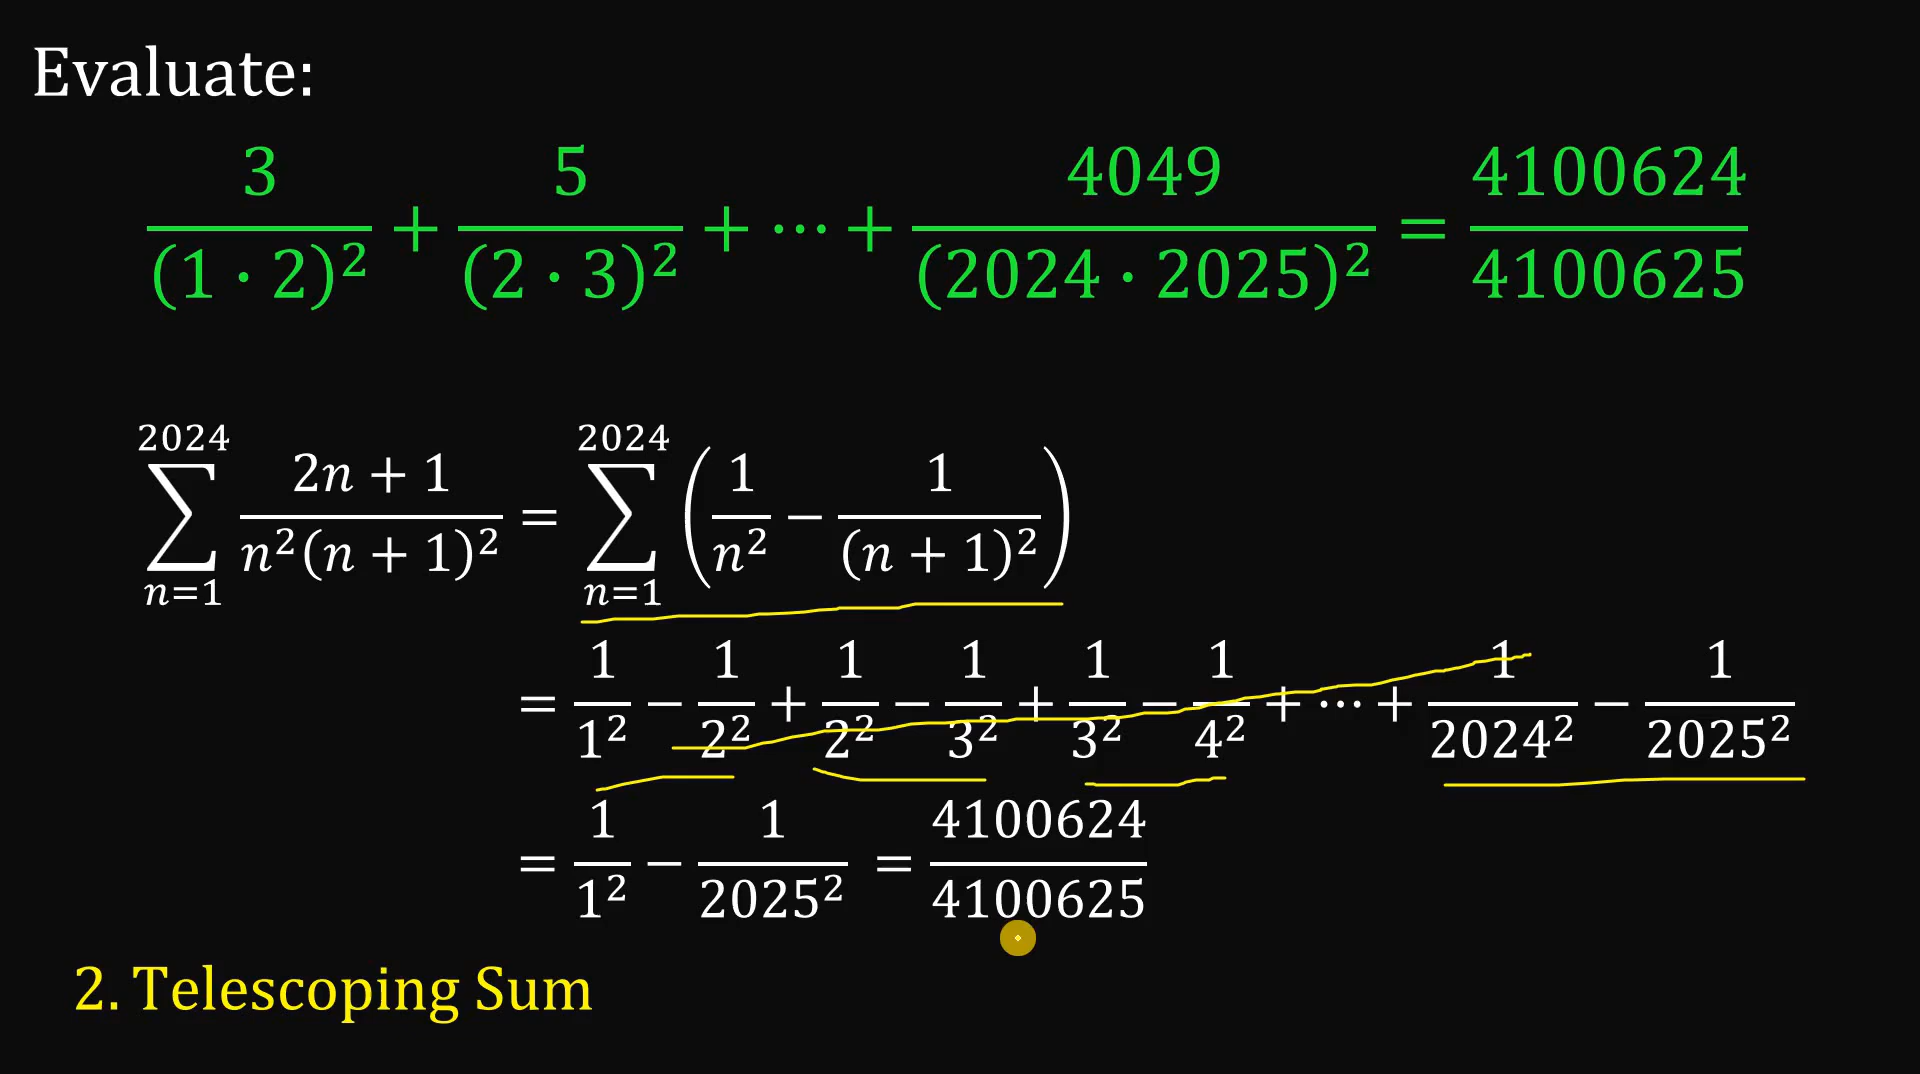 Evaluate:
3/(1 · 2)² + 5/(2 · 3)² + ⋯ + 4049/(2024 · 2025)² = 4100624/4100625
∑_{n=1}^{2024} (2n + 1)/(n²(n + 1)²) = ∑_{n=1}^{2024} (1/n² − 1/(n + 1)²)
= 1/1² − 1/2² + 1/2² − 1/3² + 1/3² − 1/4² + ⋯ + 1/2024² − 1/2025²
= 1/1² − 1/2025² = 4100624/4100625
2. Telescoping Sum